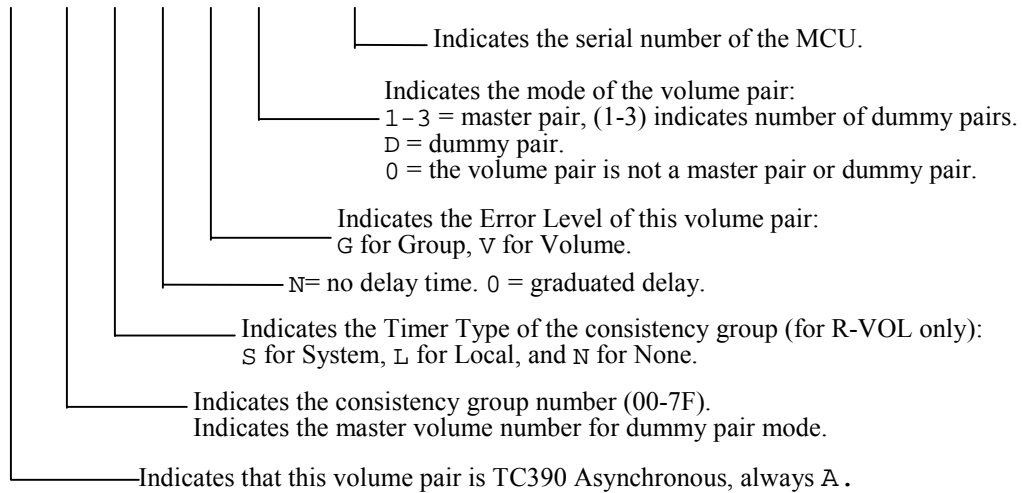 Indicates the serial number of the MCU.
Indicates the mode of the volume pair:
1-3 = master pair, (1-3) indicates number of dummy pairs.
D = dummy pair.
0 = the volume pair is not a master pair or dummy pair.
Indicates the Error Level of this volume pair:
G for Group, V for Volume.
N= no delay time. 0 = graduated delay.
Indicates the Timer Type of the consistency group (for R-VOL only):
S for System, L for Local, and N for None.
Indicates the consistency group number (00-7F).
Indicates the master volume number for dummy pair mode.
Indicates that this volume pair is TC390 Asynchronous, always A.